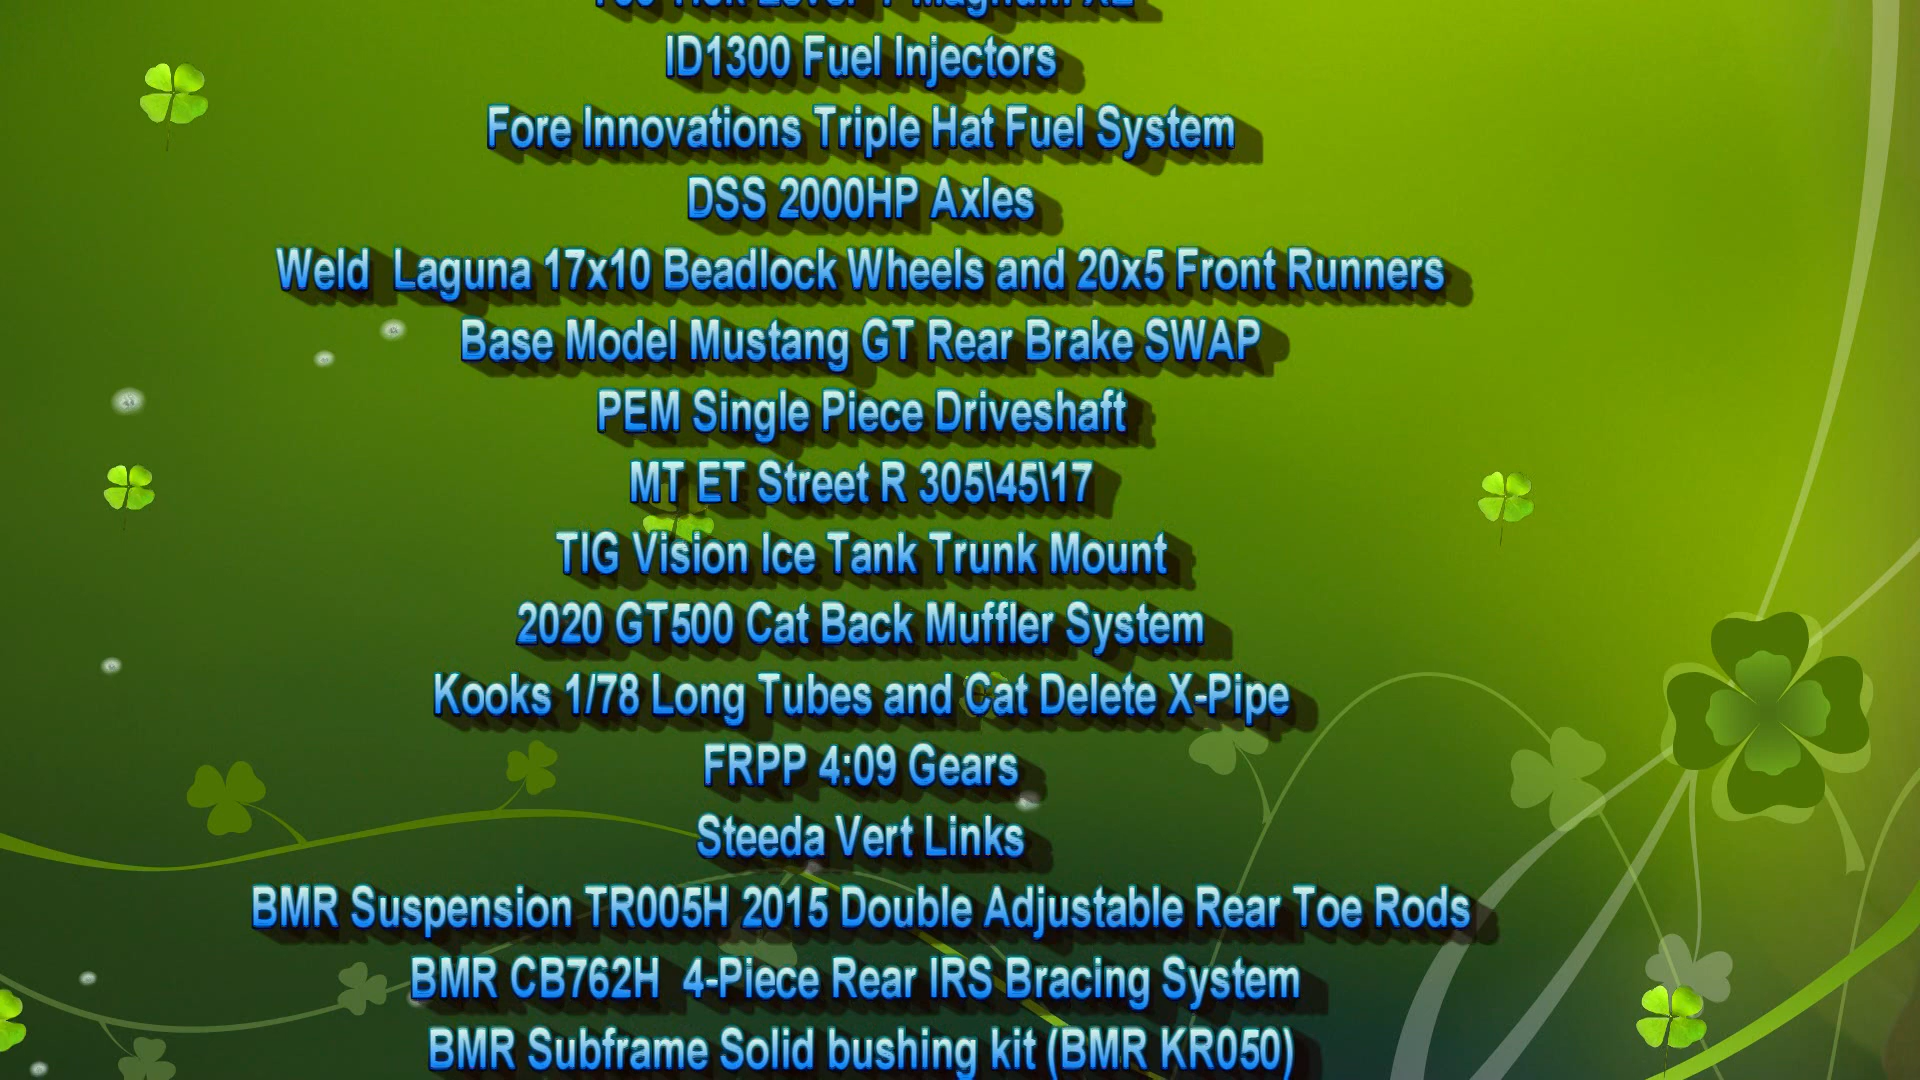 ID1300 Fuel Injectors
Fore Innovations Triple Hat Fuel System
DSS 2000HP Axles
Weld  Laguna 17x10 Beadlock Wheels and 20x5 Front Runners
Base Model Mustang GT Rear Brake SWAP
PEM Single Piece Driveshaft
MT ET Street R 305\45\17
TIG Vision Ice Tank Trunk Mount
2020 GT500 Cat Back Muffler System
Kooks 1/78 Long Tubes and Cat Delete X-Pipe
FRPP 4:09 Gears
Steeda Vert Links
BMR Suspension TR005H 2015 Double Adjustable Rear Toe Rods
BMR CB762H  4-Piece Rear IRS Bracing System
BMR Subframe Solid bushing kit (BMR KR050)